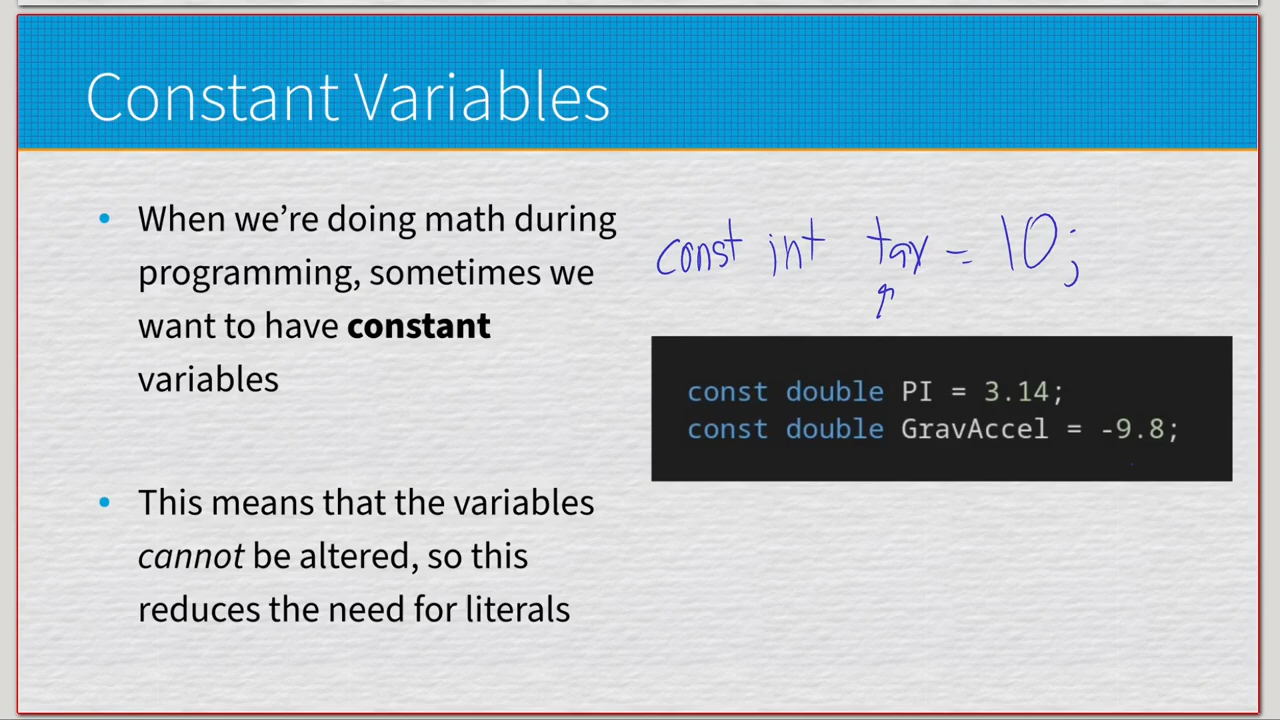 Constant Variables
• When we’re doing math during
programming, sometimes we
want to have constant
variables
• This means that the variables
cannot be altered, so this
reduces the need for literals
const int tax = 10;
const double PI = 3.14;
const double GravAccel = -9.8;